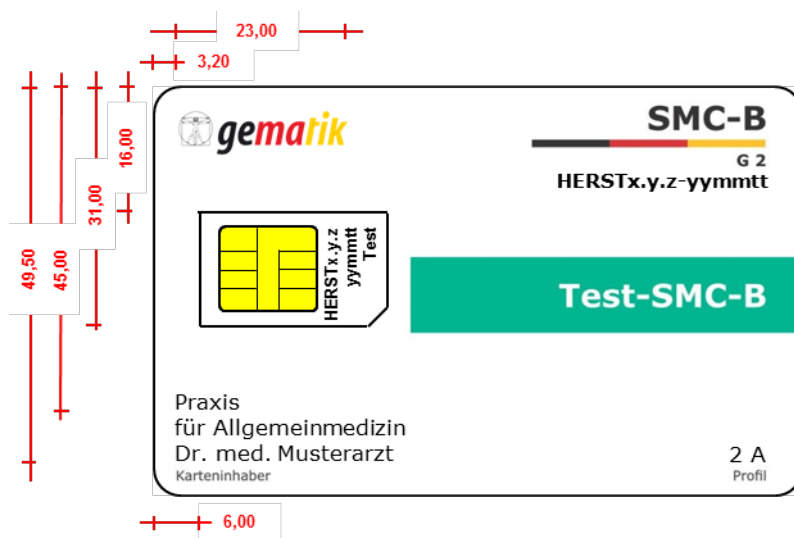 23,00
3,20
16,00
31,00
45,00
49,50
gematik
SMC-B
G 2
HERSTx.y.z-yymmtt
HERSTx.y.z
yymmtt
Test
Test-SMC-B
Praxis
für Allgemeinmedizin
Dr. med. Musterarzt
Karteninhaber
2 A
Profil
6,00